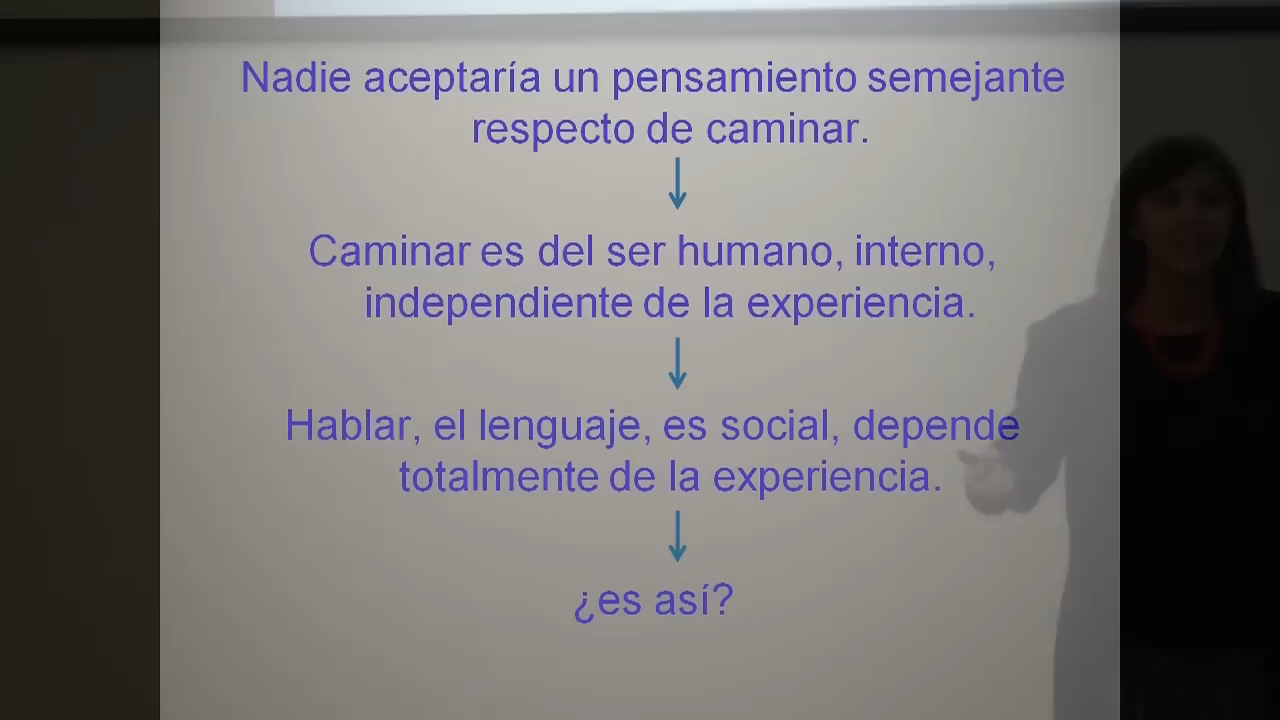 Nadie aceptaría un pensamiento semejante
respecto de caminar.
Caminar es del ser humano, interno,
independiente de la experiencia.
Hablar, el lenguaje, es social, depende
totalmente de la experiencia.
¿es así?